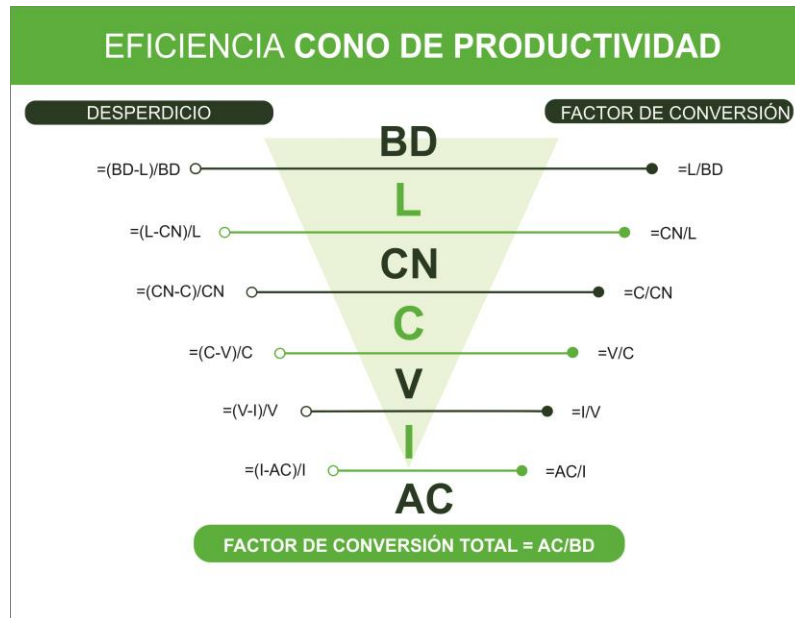 EFICIENCIA CONO DE PRODUCTIVIDAD
DESPERDICIO
FACTOR DE CONVERSIÓN
BD
=(BD-L)/BD
=L/BD
L
=(L-CN)/L
=CN/L
CN
=(CN-C)/CN
=C/CN
C
=(C-V)/C
=V/C
V
=(V-I)/V
=I/V
I
=(I-AC)/I
=AC/I
AC
FACTOR DE CONVERSIÓN TOTAL = AC/BD